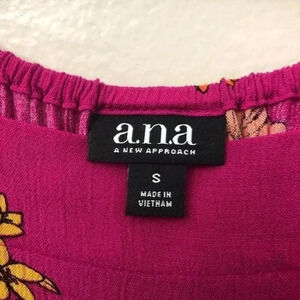 a.n.a
A NEW APPROACH
S
MADE IN
VIETNAM